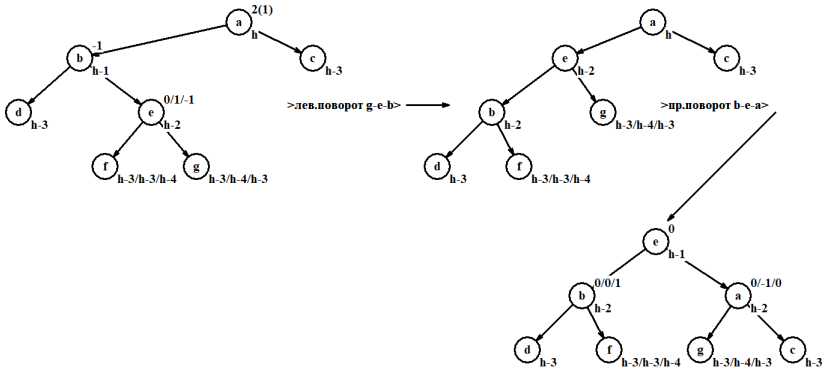 a 2(1) h
b -1 h-1
c h-3
d h-3
e 0/1/-1 h-2
f h-3/h-3/h-4
g h-3/h-4/h-3
>лев.поворот g-e-b>
a h
e h-2
c h-3
b h-2
g h-3/h-4/h-3
d h-3
f h-3/h-3/h-4
>пр.поворот b-e-a>
e 0 h-1
b 0/0/1 h-2
a 0/-1/0 h-2
d h-3
f h-3/h-3/h-4
g h-3/h-4/h-3
c h-3